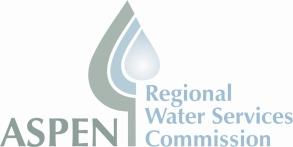 ASPEN
Regional
Water Services
Commission